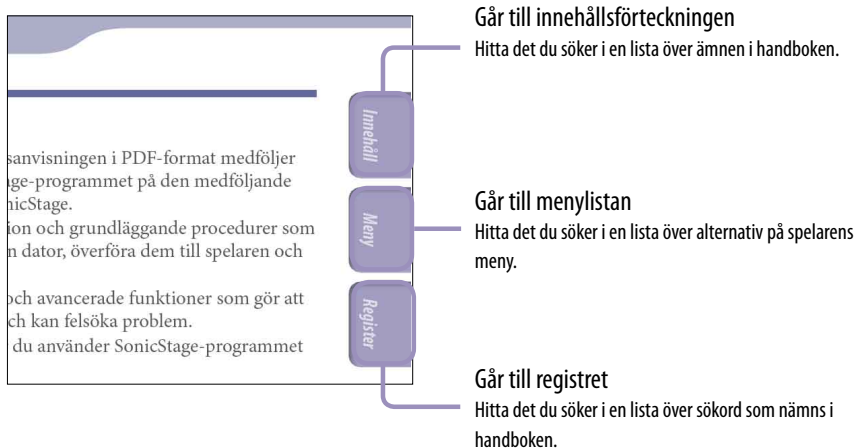 Går till innehållsförteckningen
Hitta det du söker i en lista över ämnen i handboken.
Innehåll
sanvisningen i PDF-format medföljer
age-programmet på den medföljande
nicStage.
ion och grundläggande procedurer som
n dator, överföra dem till spelaren och
och avancerade funktioner som gör att
ch kan felsöka problem.
du använder SonicStage-programmet
Meny
Går till menylistan
Hitta det du söker i en lista över alternativ på spelarens
meny.
Register
Går till registret
Hitta det du söker i en lista över sökord som nämns i
handboken.